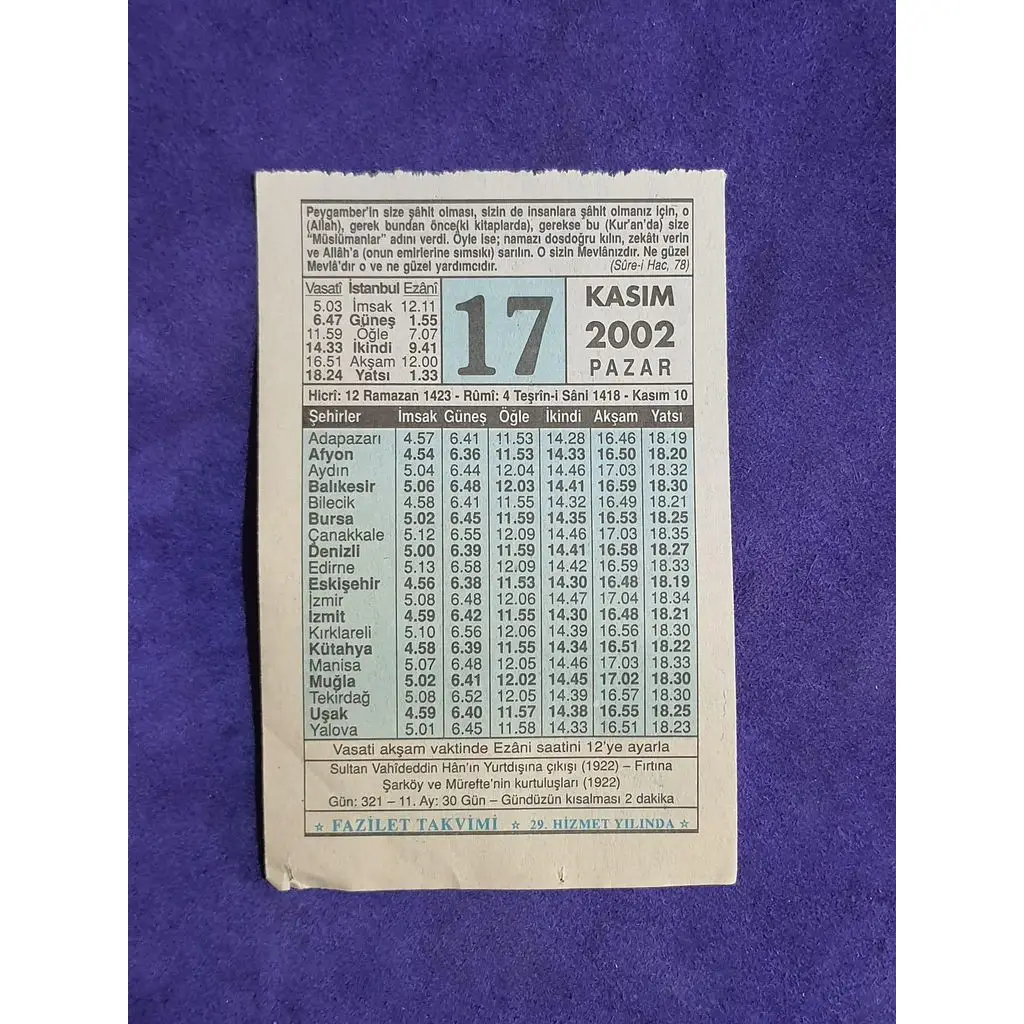 Peygamber'in size şâhit olması, sizin de insanlara şâhit olmanız için, o
(Allah), gerek bundan önce(ki kitaplarda), gerekse bu (Kur'an'da) size
"Müslümanlar" adını verdi. Öyle ise; namazı dosdoğru kılın, zekâtı verin
ve Allâh'a (onun emirlerine sımsıkı) sarılın. O sizin Mevlânızdır. Ne güzel
Mevlâ'dır o ve ne güzel yardımcıdır. (Sûre-i Hac, 78)
Vasatî İstanbul Ezânî
5.03 İmsak 12.11
6.47 Güneş 1.55
11.59 Öğle 7.07
14.33 İkindi 9.41
16.51 Akşam 12.00
18.24 Yatsı 1.33
17
KASIM
2002
PAZAR
Hicrî: 12 Ramazan 1423 - Rûmî: 4 Teşrîn-i Sâni 1418 - Kasım 10
Şehirler İmsak Güneş Öğle İkindi Akşam Yatsı
Adapazarı 4.57 6.41 11.53 14.28 16.46 18.19
Afyon 4.54 6.36 11.53 14.33 16.50 18.20
Aydın 5.04 6.44 12.04 14.46 17.03 18.32
Balıkesir 5.06 6.48 12.03 14.41 16.59 18.30
Bilecik 4.58 6.41 11.55 14.32 16.49 18.21
Bursa 5.02 6.45 11.59 14.35 16.53 18.25
Çanakkale 5.12 6.55 12.09 14.46 17.03 18.35
Denizli 5.00 6.39 11.59 14.41 16.58 18.27
Edirne 5.13 6.58 12.09 14.42 16.59 18.33
Eskişehir 4.56 6.38 11.53 14.30 16.48 18.19
İzmir 5.08 6.48 12.06 14.47 17.04 18.34
İzmit 4.59 6.42 11.55 14.30 16.48 18.21
Kırklareli 5.10 6.56 12.06 14.39 16.56 18.30
Kütahya 4.58 6.39 11.55 14.34 16.51 18.22
Manisa 5.07 6.48 12.05 14.46 17.03 18.33
Muğla 5.02 6.41 12.02 14.45 17.02 18.30
Tekirdağ 5.08 6.52 12.05 14.39 16.57 18.30
Uşak 4.59 6.40 11.57 14.38 16.55 18.25
Yalova 5.01 6.45 11.58 14.33 16.51 18.23
Vasati akşam vaktinde Ezâni saatini 12'ye ayarla
Sultan Vahîdeddin Hân'ın Yurtdışına çıkışı (1922) – Fırtına
Şarköy ve Mürefte'nin kurtuluşları (1922)
Gün: 321 – 11. Ay: 30 Gün – Gündüzün kısalması 2 dakika
☆ FAZİLET TAKVİMİ ☆ 29. HİZMET YILINDA ☆